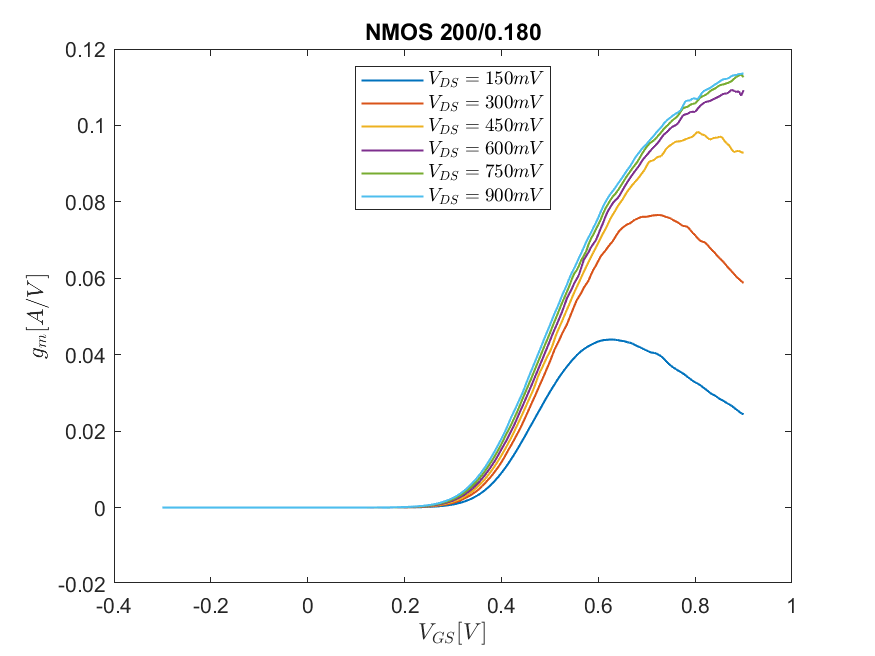 NMOS 200/0.180
0.12
0.1
0.08
0.06
0.04
0.02
0
-0.02
g_m[A/V]
V_DS = 150mV
V_DS = 300mV
V_DS = 450mV
V_DS = 600mV
V_DS = 750mV
V_DS = 900mV
-0.4 -0.2 0 0.2 0.4 0.6 0.8 1
V_GS[V]